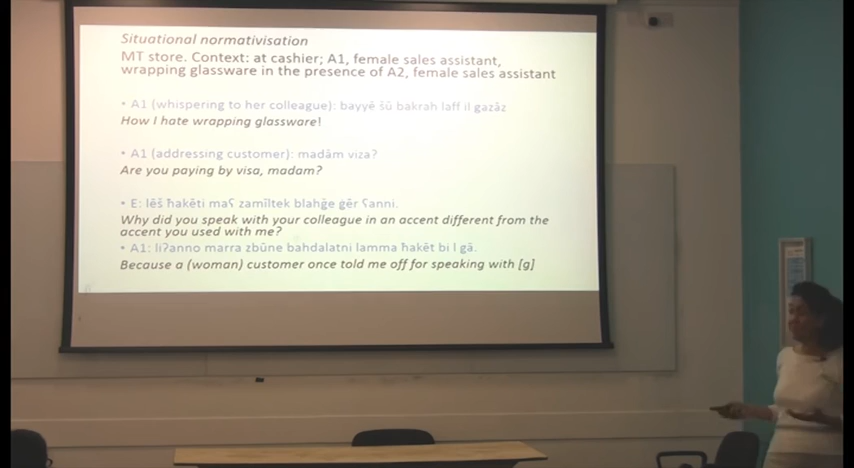 Situational normativisation
MT store. Context: at cashier; A1, female sales assistant,
wrapping glassware in the presence of A2, female sales assistant
• A1 (whispering to her colleague): bayyē šū bakrah laff il gazāz
How I hate wrapping glassware!
• A1 (addressing customer): madām viza?
Are you paying by visa, madam?
• E: lēš ħakēti maʕ zamīltek blahǧe gēr ʕanni.
Why did you speak with your colleague in an accent different from the
accent you used with me?
• A1: liʔanno marra zbūne bahdalatni lamma ħakēt bi l gā.
Because a (woman) customer once told me off for speaking with [g]